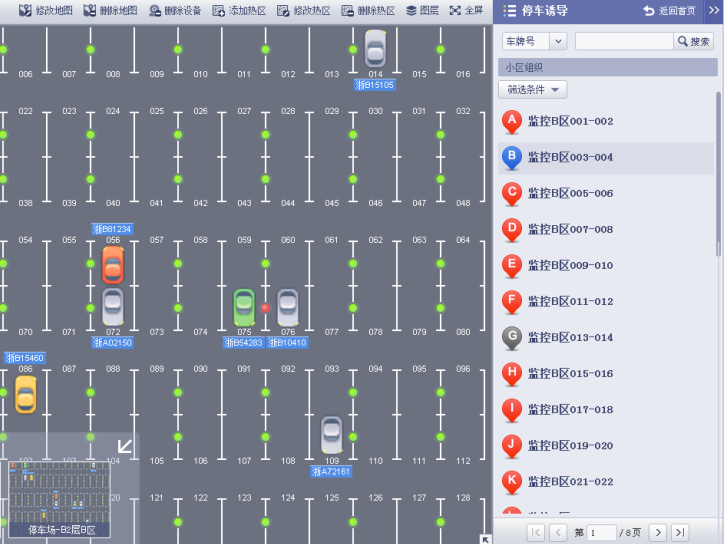 修改地图 删除地图 删除设备 添加热区 修改热区 删除热区 图层 全屏
006 007 008 009 010 011 012 013 014 015 016
浙B15105
022 023 024 025 026 027 028 029 030 031 032
038 039 040 041 042 043 044 045 046 047 048
浙B81234
054 055 056 057 058 059 060 061 062 063 064
070 071 072 073 074 075 076 077 078 079 080
浙A02150 浙B54283 浙B10410
浙B15460
086 087 088 089 090 091 092 093 094 095 096
102 103 104 105 106 107 108 109 110 111 112
浙A72161
120 121 122 123 124 125 126 127 128
停车场-B2层B区
停车诱导 返回首页
车牌号 搜索
小区组织
筛选条件
A 监控B区001-002
B 监控B区003-004
C 监控B区005-006
D 监控B区007-008
E 监控B区009-010
F 监控B区011-012
G 监控B区013-014
H 监控B区015-016
I 监控B区017-018
J 监控B区019-020
K 监控B区021-022
第 1 / 8页